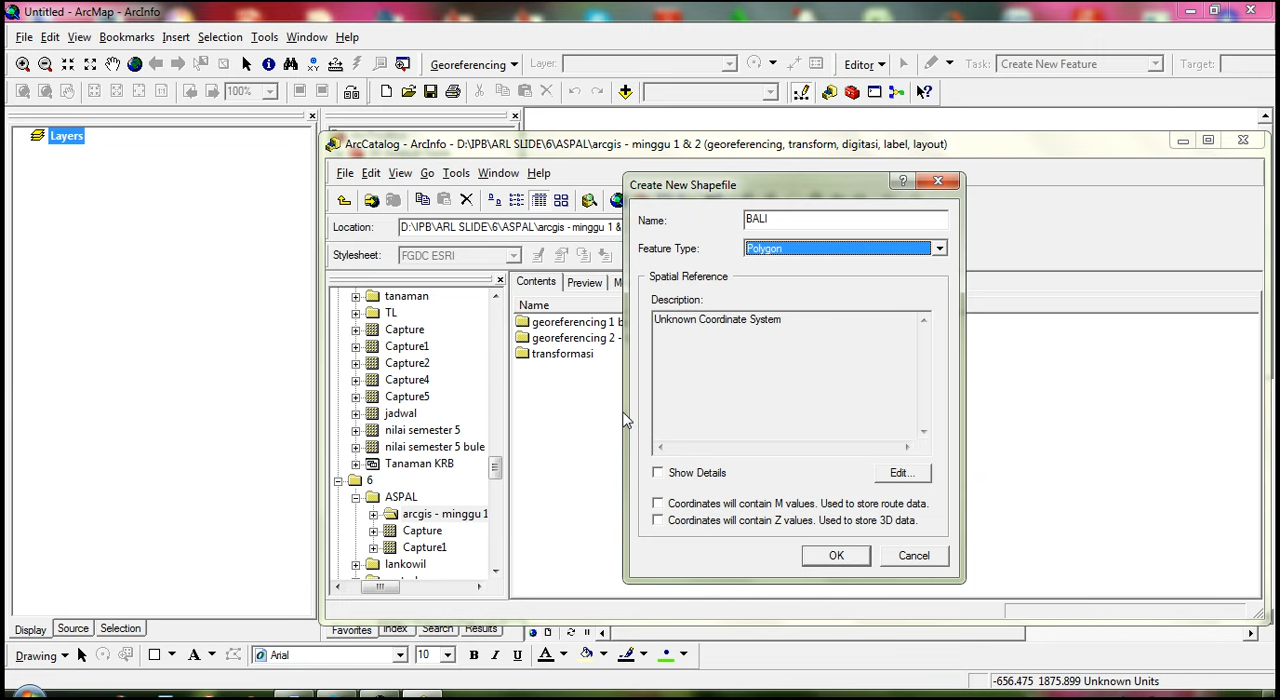 Untitled - ArcMap - ArcInfo
File Edit View Bookmarks Insert Selection Tools Window Help
Georeferencing Layer: Editor Task: Create New Feature Target:
100%
Layers
ArcCatalog - ArcInfo - D:\IPB\ARL SLIDE\6\ASPAL\arcgis - minggu 1 & 2 (georeferencing, transform, digitasi, label, layout)
File Edit View Go Tools Window Help
Location: D:\IPB\ARL SLIDE\6\ASPAL\arcgis - minggu 1 &
Stylesheet: FGDC ESRI
tanaman
TL
Capture
Capture1
Capture2
Capture4
Capture5
jadwal
nilai semester 5
nilai semester 5 bule
Tanaman KRB
6
ASPAL
arcgis - minggu 1
Capture
Capture1
lankowil
Contents Preview M
Name
georeferencing 1 b
georeferencing 2 -
transformasi
Create New Shapefile
Name: BALI
Feature Type: Polygon
Spatial Reference
Description:
Unknown Coordinate System
Show Details Edit...
Coordinates will contain M values. Used to store route data.
Coordinates will contain Z values. Used to store 3D data.
OK Cancel
Display Source Selection
Favorites Index Search Results
Drawing A Arial 10 B I U A
-656.475 1875.899 Unknown Units